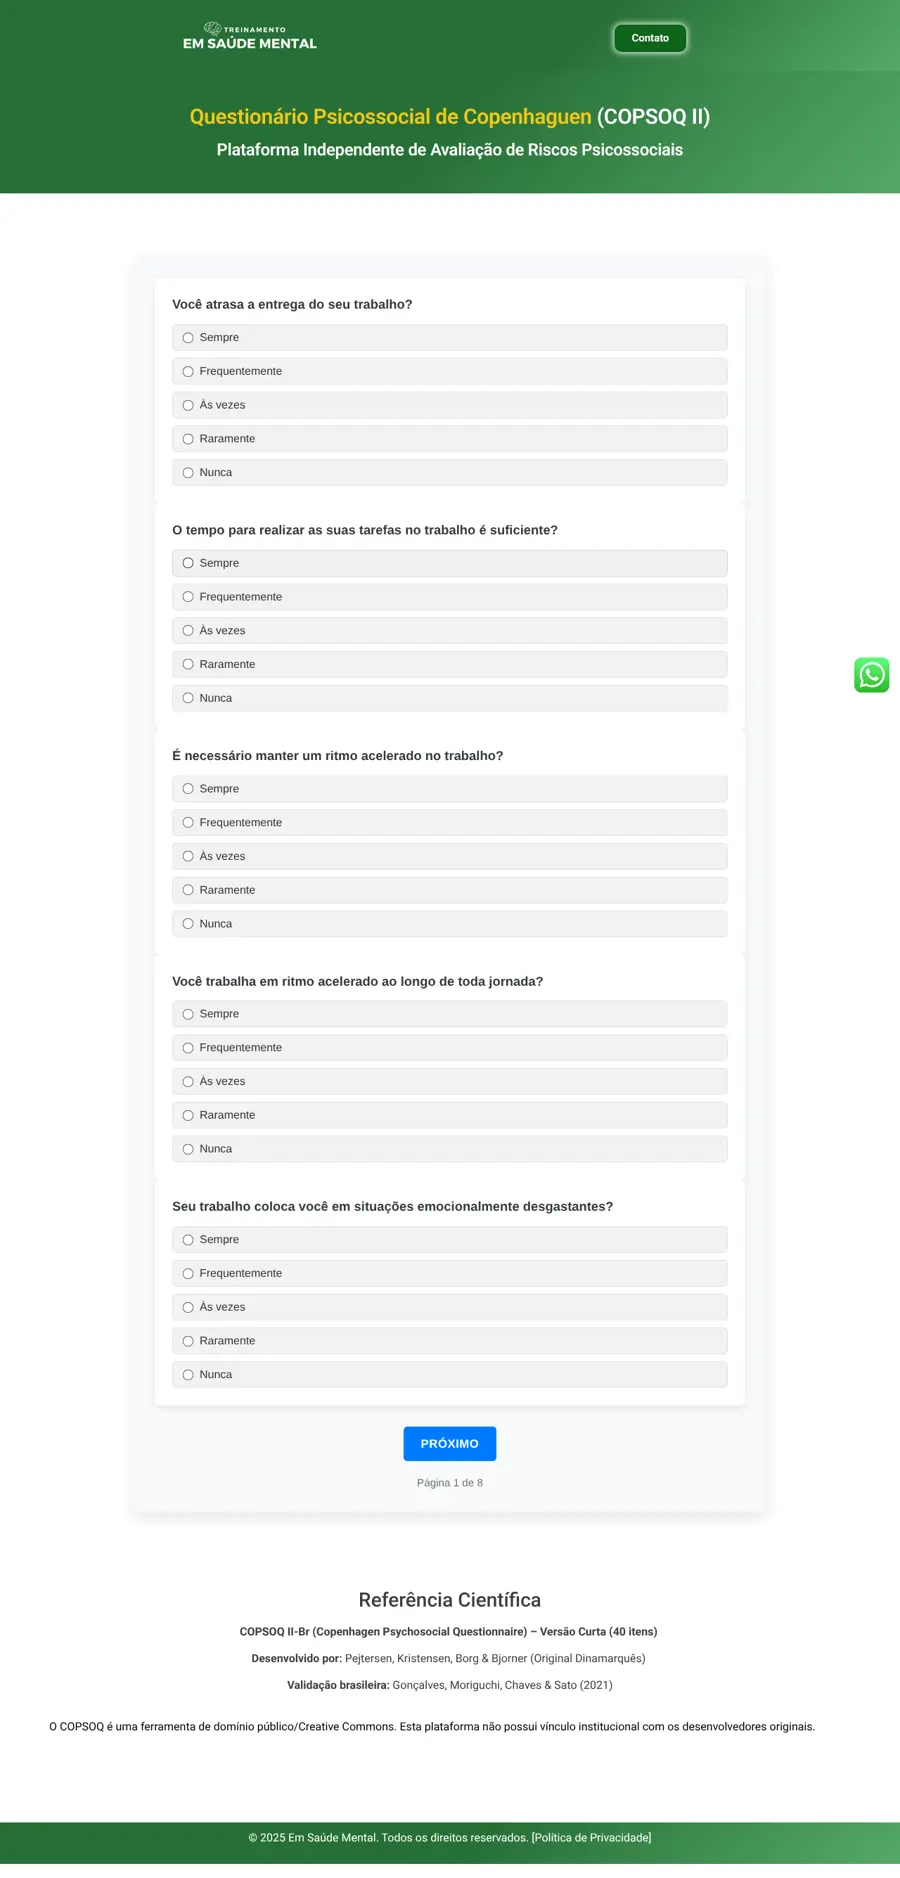 TREINAMENTO
EM SAÚDE MENTAL
Contato
Questionário Psicossocial de Copenhaguen (COPSOQ II)
Plataforma Independente de Avaliação de Riscos Psicossociais
Você atrasa a entrega do seu trabalho?
Sempre
Frequentemente
Às vezes
Raramente
Nunca
O tempo para realizar as suas tarefas no trabalho é suficiente?
Sempre
Frequentemente
Às vezes
Raramente
Nunca
É necessário manter um ritmo acelerado no trabalho?
Sempre
Frequentemente
Às vezes
Raramente
Nunca
Você trabalha em ritmo acelerado ao longo de toda jornada?
Sempre
Frequentemente
Às vezes
Raramente
Nunca
Seu trabalho coloca você em situações emocionalmente desgastantes?
Sempre
Frequentemente
Às vezes
Raramente
Nunca
PRÓXIMO
Página 1 de 8
Referência Científica
COPSOQ II-Br (Copenhagen Psychosocial Questionnaire) – Versão Curta (40 itens)
Desenvolvido por: Pejtersen, Kristensen, Borg & Bjorner (Original Dinamarquês)
Validação brasileira: Gonçalves, Moriguchi, Chaves & Sato (2021)
O COPSOQ é uma ferramenta de domínio público/Creative Commons. Esta plataforma não possui vínculo institucional com os desenvolvedores originais.
© 2025 Em Saúde Mental. Todos os direitos reservados. [Política de Privacidade]